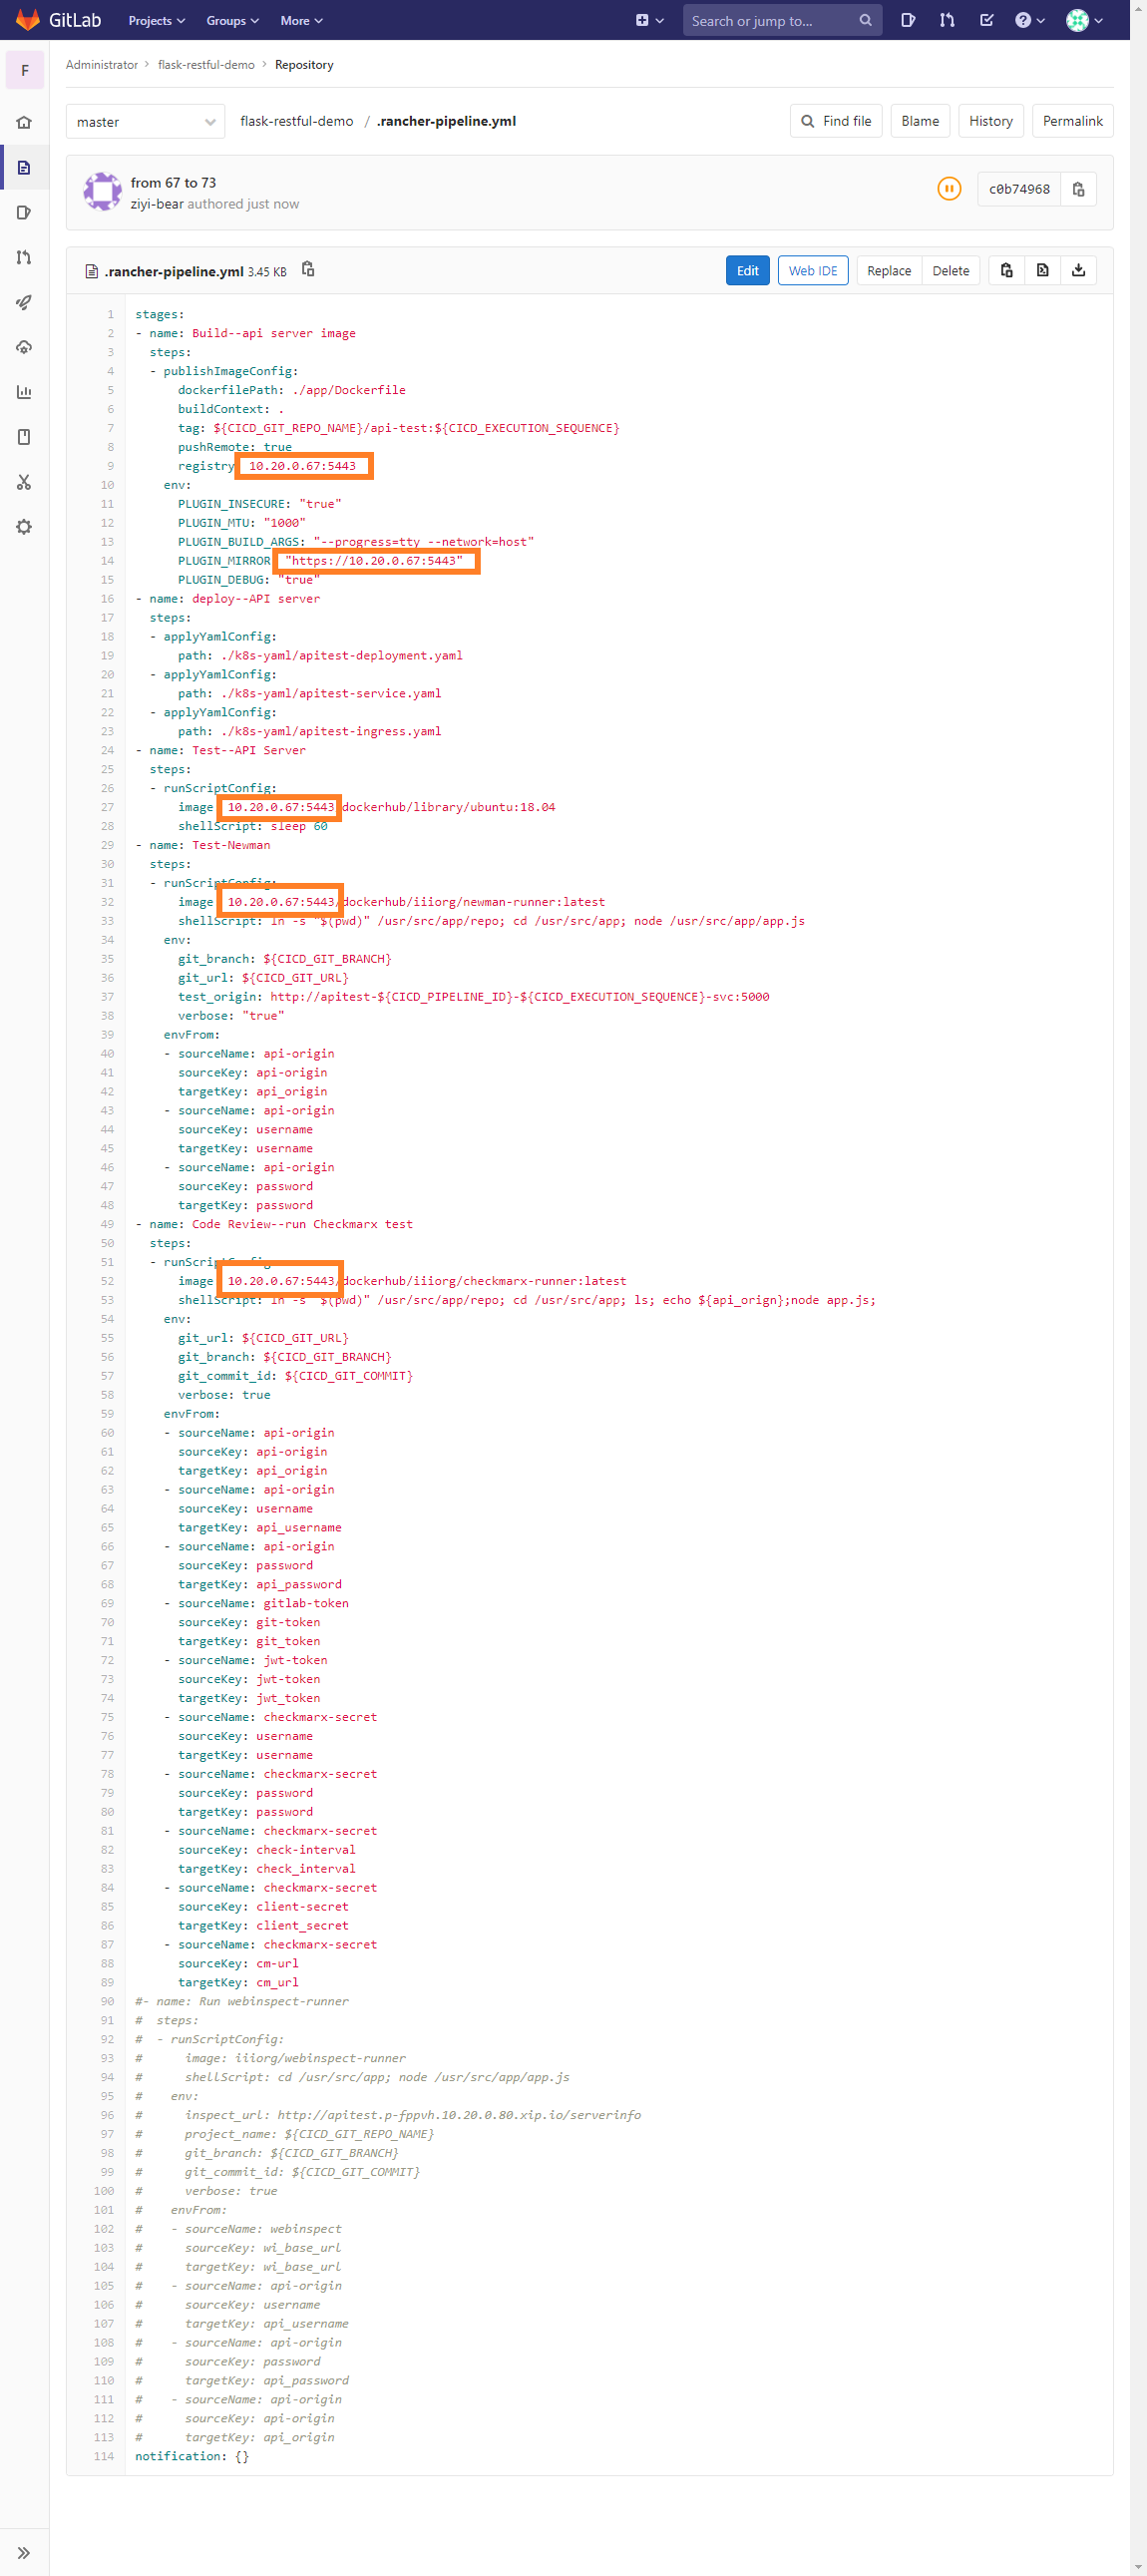 GitLab Projects Groups More Search or jump to...
F
Administrator > flask-restful-demo > Repository
master flask-restful-demo / .rancher-pipeline.yml Find file Blame History Permalink
from 67 to 73
ziyi-bear authored just now
c0b74968
.rancher-pipeline.yml 3.45 KB Edit Web IDE Replace Delete
1 stages:
2 - name: Build--api server image
3   steps:
4   - publishImageConfig:
5       dockerfilePath: ./app/Dockerfile
6       buildContext: .
7       tag: ${CICD_GIT_REPO_NAME}/api-test:${CICD_EXECUTION_SEQUENCE}
8       pushRemote: true
9       registry 10.20.0.67:5443
10     env:
11       PLUGIN_INSECURE: "true"
12       PLUGIN_MTU: "1000"
13       PLUGIN_BUILD_ARGS: "--progress=tty --network=host"
14       PLUGIN_MIRROR "https://10.20.0.67:5443"
15       PLUGIN_DEBUG: "true"
16 - name: deploy--API server
17   steps:
18   - applyYamlConfig:
19       path: ./k8s-yaml/apitest-deployment.yaml
20   - applyYamlConfig:
21       path: ./k8s-yaml/apitest-service.yaml
22   - applyYamlConfig:
23       path: ./k8s-yaml/apitest-ingress.yaml
24 - name: Test--API Server
25   steps:
26   - runScriptConfig:
27       image 10.20.0.67:5443/dockerhub/library/ubuntu:18.04
28       shellScript: sleep 60
29 - name: Test-Newman
30   steps:
31   - runScriptConfig:
32       image 10.20.0.67:5443/dockerhub/iiiorg/newman-runner:latest
33       shellScript: ln -s "$(pwd)" /usr/src/app/repo; cd /usr/src/app; node /usr/src/app/app.js
34     env:
35       git_branch: ${CICD_GIT_BRANCH}
36       git_url: ${CICD_GIT_URL}
37       test_origin: http://apitest-${CICD_PIPELINE_ID}-${CICD_EXECUTION_SEQUENCE}-svc:5000
38       verbose: "true"
39     envFrom:
40     - sourceName: api-origin
41       sourceKey: api-origin
42       targetKey: api_origin
43     - sourceName: api-origin
44       sourceKey: username
45       targetKey: username
46     - sourceName: api-origin
47       sourceKey: password
48       targetKey: password
49 - name: Code Review--run Checkmarx test
50   steps:
51   - runScriptConfig:
52       image 10.20.0.67:5443/dockerhub/iiiorg/checkmarx-runner:latest
53       shellScript: ln -s "$(pwd)" /usr/src/app/repo; cd /usr/src/app; ls; echo ${api_orign};node app.js;
54     env:
55       git_url: ${CICD_GIT_URL}
56       git_branch: ${CICD_GIT_BRANCH}
57       git_commit_id: ${CICD_GIT_COMMIT}
58       verbose: true
59     envFrom:
60     - sourceName: api-origin
61       sourceKey: api-origin
62       targetKey: api_origin
63     - sourceName: api-origin
64       sourceKey: username
65       targetKey: api_username
66     - sourceName: api-origin
67       sourceKey: password
68       targetKey: api_password
69     - sourceName: gitlab-token
70       sourceKey: git-token
71       targetKey: git_token
72     - sourceName: jwt-token
73       sourceKey: jwt-token
74       targetKey: jwt_token
75     - sourceName: checkmarx-secret
76       sourceKey: username
77       targetKey: username
78     - sourceName: checkmarx-secret
79       sourceKey: password
80       targetKey: password
81     - sourceName: checkmarx-secret
82       sourceKey: check-interval
83       targetKey: check_interval
84     - sourceName: checkmarx-secret
85       sourceKey: client-secret
86       targetKey: client_secret
87     - sourceName: checkmarx-secret
88       sourceKey: cm-url
89       targetKey: cm_url
90 #- name: Run webinspect-runner
91 #  steps:
92 #  - runScriptConfig:
93 #      image: iiiorg/webinspect-runner
94 #      shellScript: cd /usr/src/app; node /usr/src/app/app.js
95 #    env:
96 #      inspect_url: http://apitest.p-fppvh.10.20.0.80.xip.io/serverinfo
97 #      project_name: ${CICD_GIT_REPO_NAME}
98 #      git_branch: ${CICD_GIT_BRANCH}
99 #      git_commit_id: ${CICD_GIT_COMMIT}
100 #      verbose: true
101 #    envFrom:
102 #    - sourceName: webinspect
103 #      sourceKey: wi_base_url
104 #      targetKey: wi_base_url
105 #    - sourceName: api-origin
106 #      sourceKey: username
107 #      targetKey: api_username
108 #    - sourceName: api-origin
109 #      sourceKey: password
110 #      targetKey: api_password
111 #    - sourceName: api-origin
112 #      sourceKey: api-origin
113 #      targetKey: api_origin
114 notification: {}